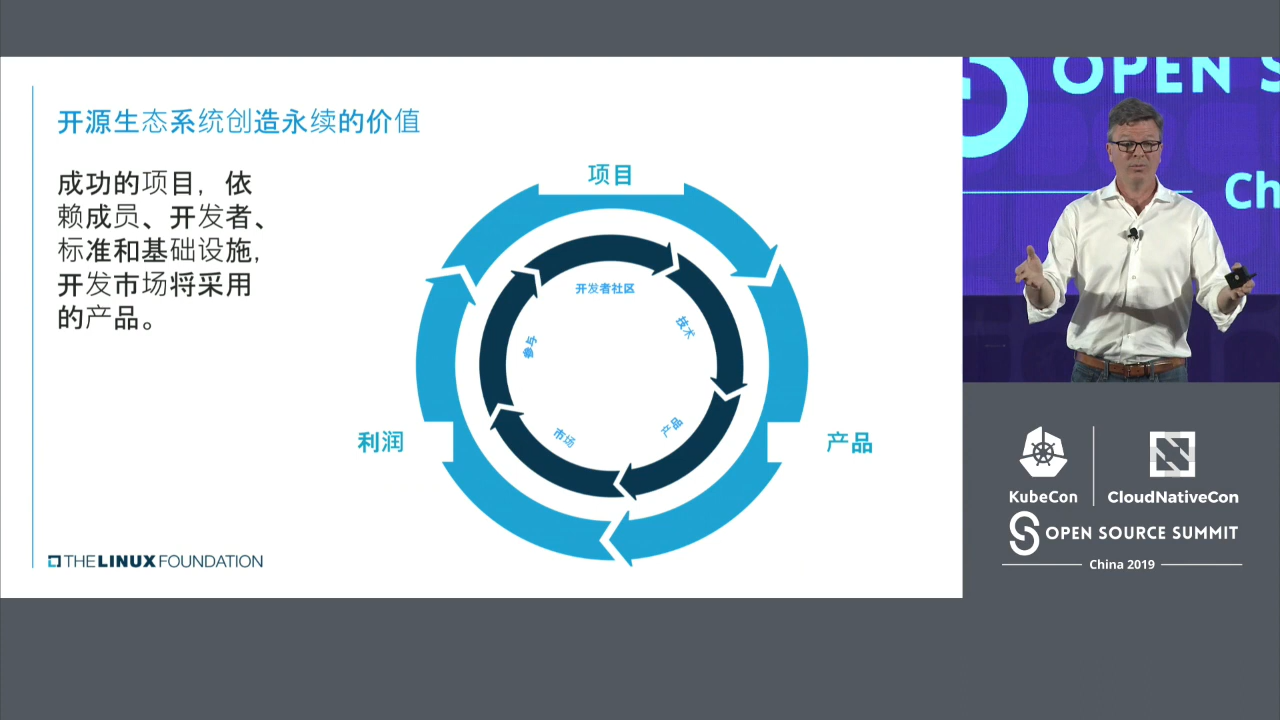 开源生态系统创造永续的价值
成功的项目，依
赖成员、开发者、
标准和基础设施，
开发市场将采用
的产品。
项目
开发者社区
技术
参与
市场
产品
利润
产品
THE LINUX FOUNDATION
OPEN S
Ch
KubeCon
CloudNativeCon
OPEN SOURCE SUMMIT
China 2019